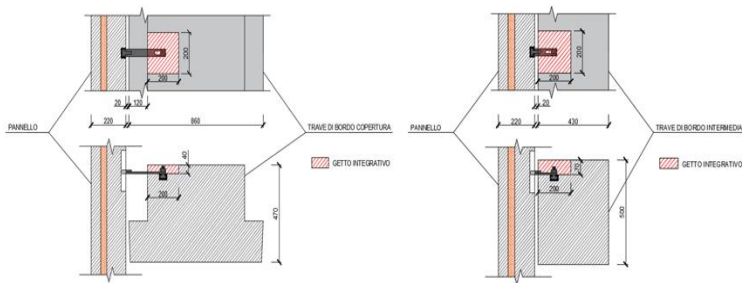 200
200
20
120
220
860
PANNELLO
TRAVE DI BORDO COPERTURA
GETTO INTEGRATIVO
40
200
470
200
200
20
220
430
PANNELLO
TRAVE DI BORDO INTERMEDIA
GETTO INTEGRATIVO
200
500